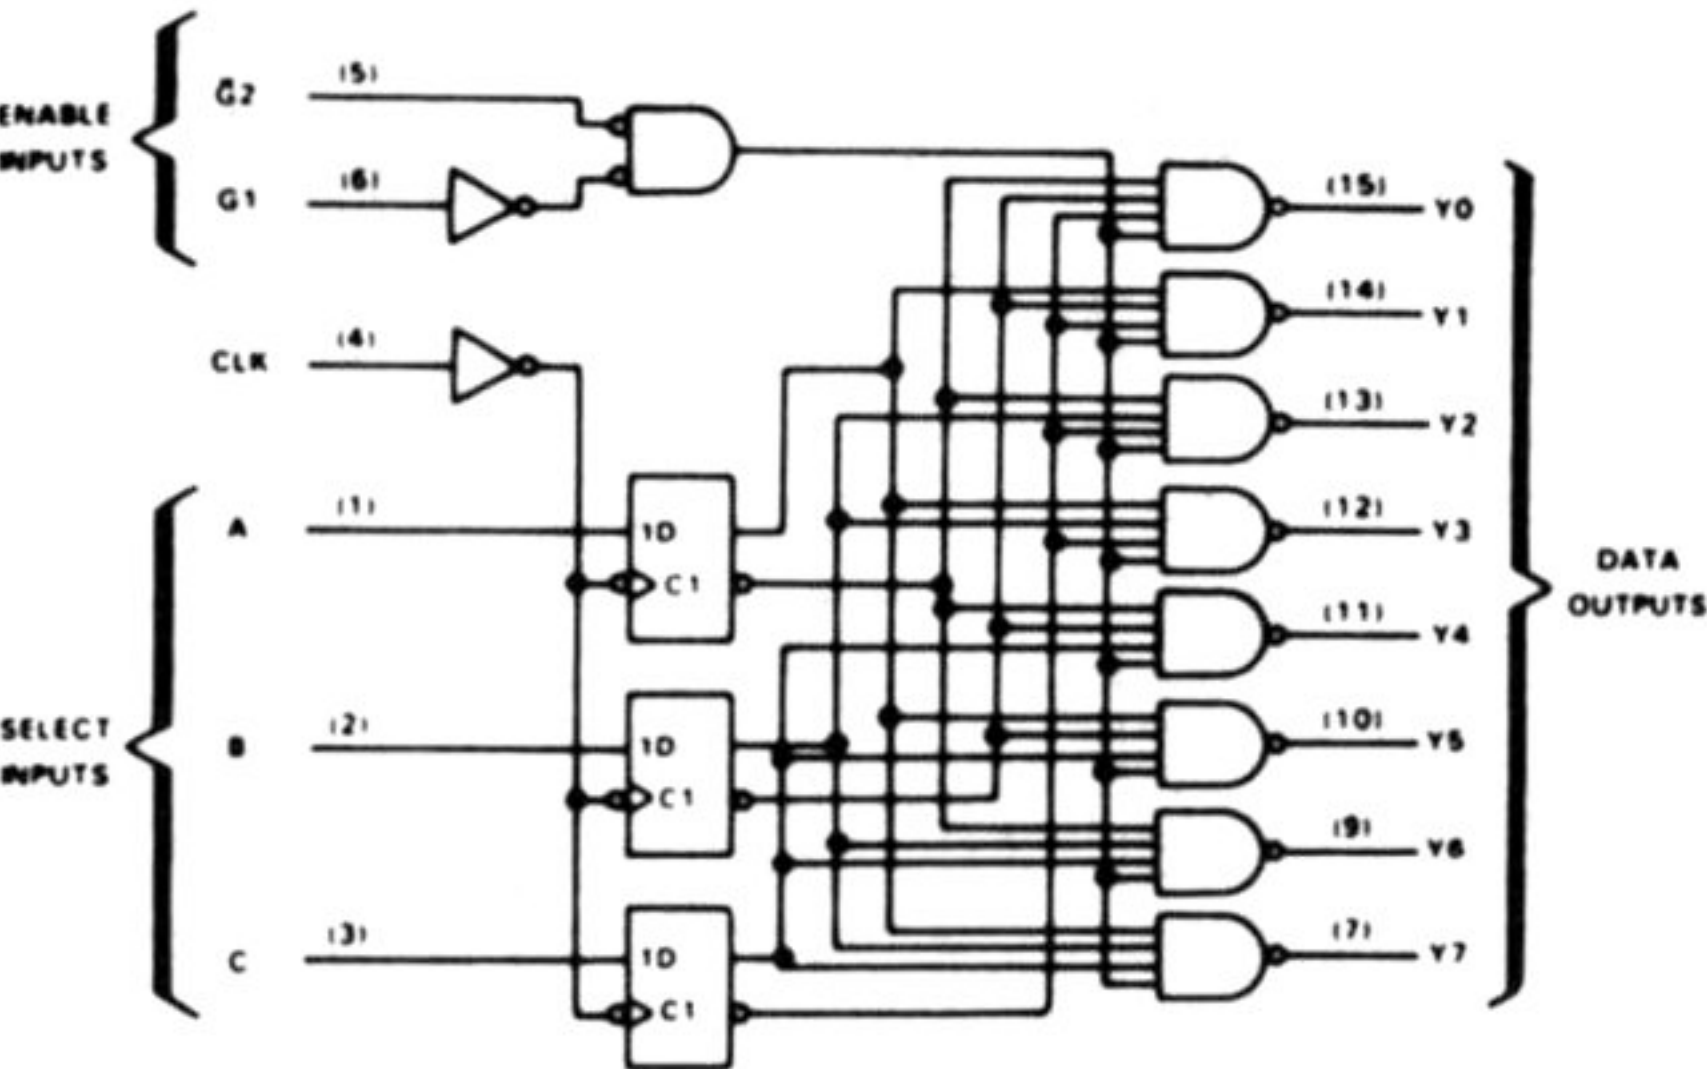 ENABLE
INPUTS
Ḡ2
(5)
G1
(6)
CLK
(4)
SELECT
INPUTS
A
(1)
B
(2)
C
(3)
1D
C1
1D
C1
1D
C1
(15)
Y0
(14)
Y1
(13)
Y2
(12)
Y3
(11)
Y4
(10)
Y5
(9)
Y6
(7)
Y7
DATA
OUTPUTS